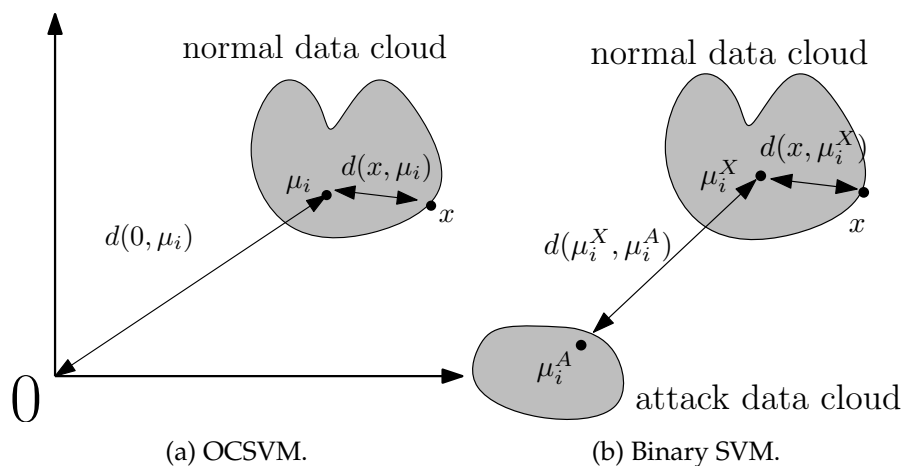 normal data cloud
μ_i
d(x, μ_i)
x
d(0, μ_i)
0
(a) OCSVM.
normal data cloud
μ_i^X
d(x, μ_i^X)
x
d(μ_i^X, μ_i^A)
μ_i^A
attack data cloud
(b) Binary SVM.